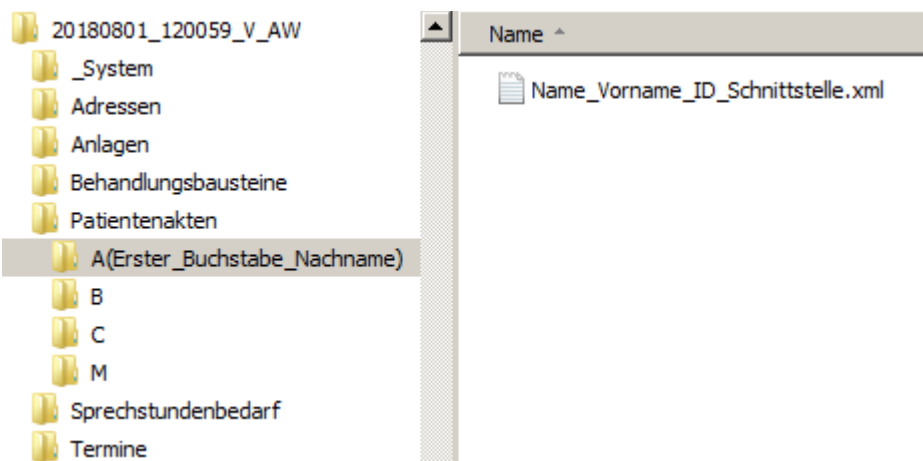 20180801_120059_V_AW
_System
Adressen
Anlagen
Behandlungsbausteine
Patientenakten
A(Erster_Buchstabe_Nachname)
B
C
M
Sprechstundenbedarf
Termine
Name
Name_Vorname_ID_Schnittstelle.xml